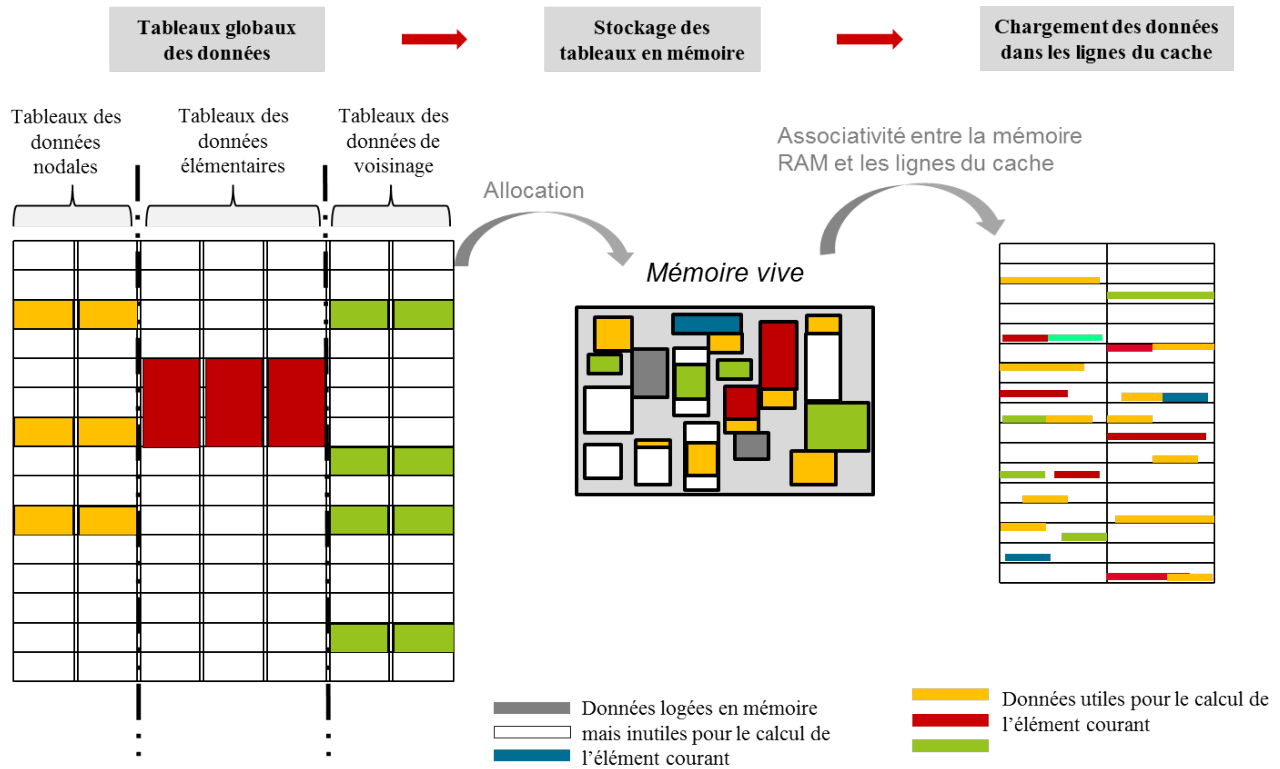 Tableaux globaux
des données
Stockage des
tableaux en mémoire
Chargement des données
dans les lignes du cache
Tableaux des
données
nodales
Tableaux des
données
élémentaires
Tableaux des
données de
voisinage
Allocation
Associativité entre la mémoire
RAM et les lignes du cache
Mémoire vive
Données logées en mémoire
mais inutiles pour le calcul de
l’élément courant
Données utiles pour le calcul de
l’élément courant